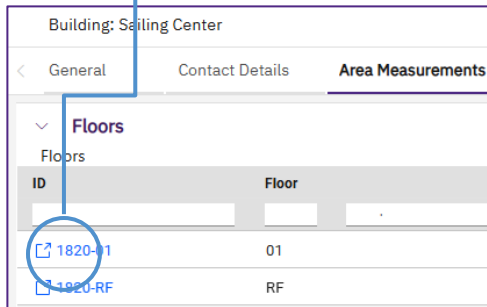 Building: Sailing Center
General Contact Details Area Measurements
Floors
Floors
ID Floor
1820-01 01
1820-RF RF